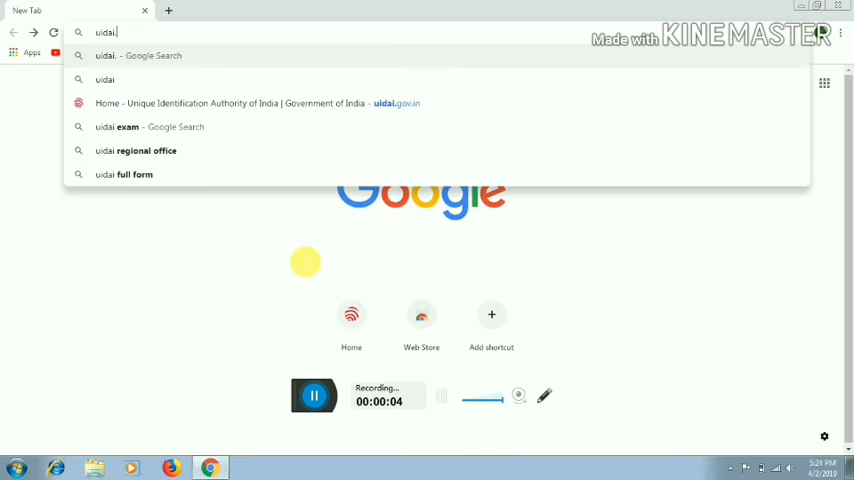 New Tab
uidai.
Made with KINEMASTER
Apps
uidai. - Google Search
uidai
Home - Unique Identification Authority of India | Government of India - uidai.gov.in
uidai exam - Google Search
uidai regional office
uidai full form
Google
Home
Web Store
Add shortcut
Recording...
00:00:04
5:24 PM
4/2/2019